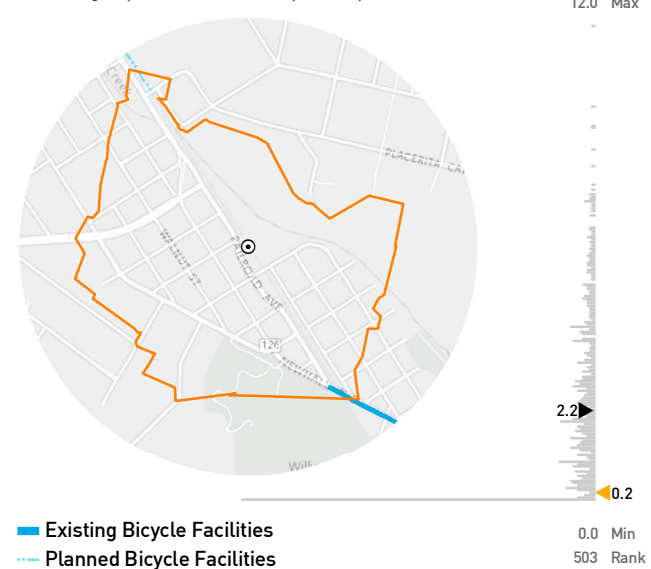 12.0 Max
Creek
PLACERITA CA
WALNUT ST
RAILROAD AVE
126
2.2
0.2
Existing Bicycle Facilities
0.0 Min
Planned Bicycle Facilities
503 Rank